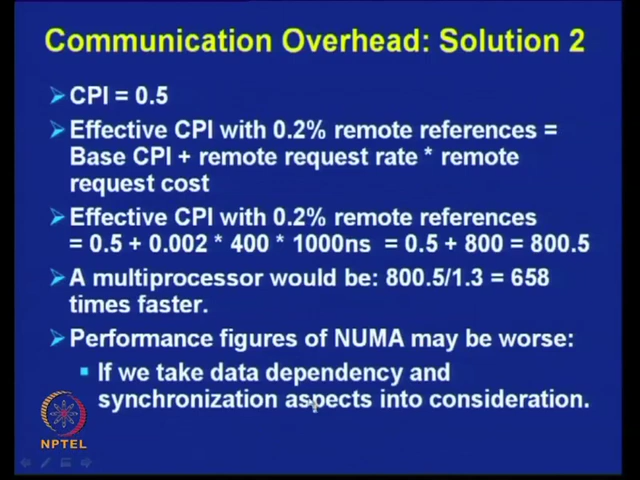 Communication Overhead: Solution 2
CPI = 0.5
Effective CPI with 0.2% remote references =
Base CPI + remote request rate * remote
request cost
Effective CPI with 0.2% remote references
= 0.5 + 0.002 * 400 * 1000ns = 0.5 + 800 = 800.5
A multiprocessor would be: 800.5/1.3 = 658
times faster.
Performance figures of NUMA may be worse:
If we take data dependency and
synchronization aspects into consideration.
NPTEL